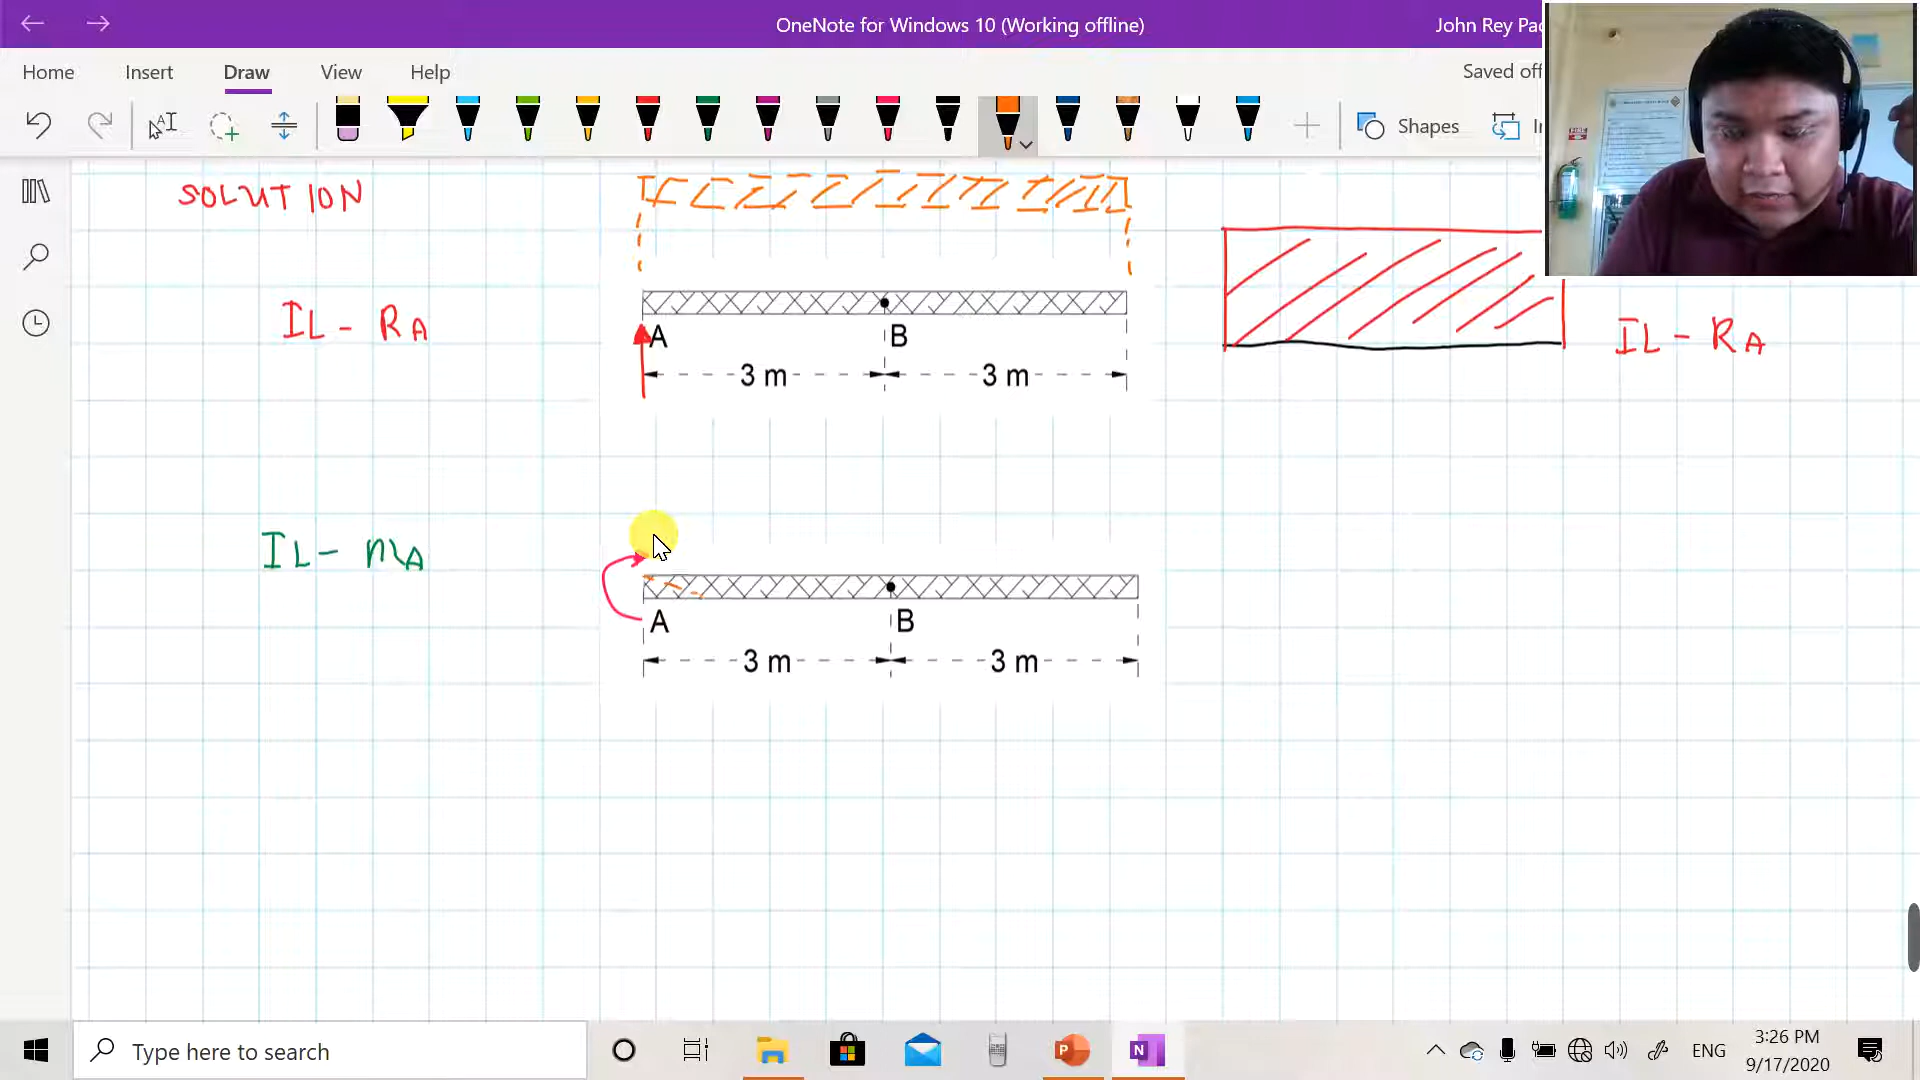 OneNote for Windows 10 (Working offline)
John Rey
Home Insert Draw View Help
Saved off
Shapes
SOLUTION
IL - RA
A B
3 m 3 m
IL - RA
IL - MA
A B
3 m 3 m
Type here to search
ENG
3:26 PM
9/17/2020